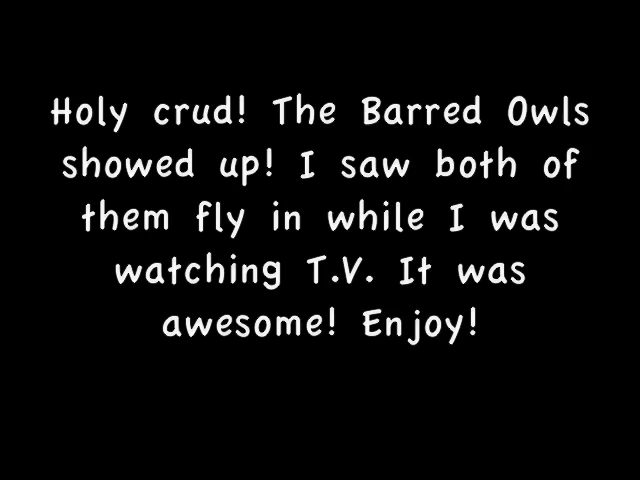 Holy crud! The Barred Owls
showed up! I saw both of
them fly in while I was
watching T.V. It was
awesome! Enjoy!